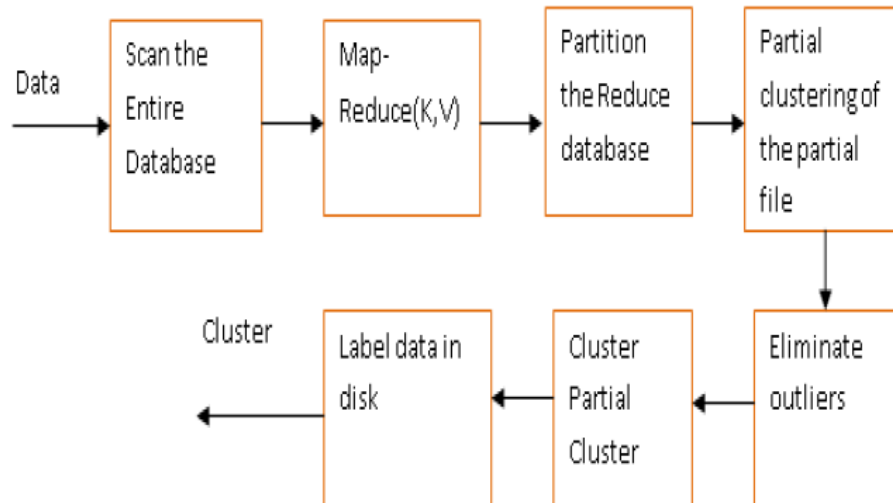 Data
Scan the
Entire
Database
Map-
Reduce(K,V)
Partition
the Reduce
database
Partial
clustering of
the partial
file
Eliminate
outliers
Cluster
Partial
Cluster
Label data in
disk
Cluster